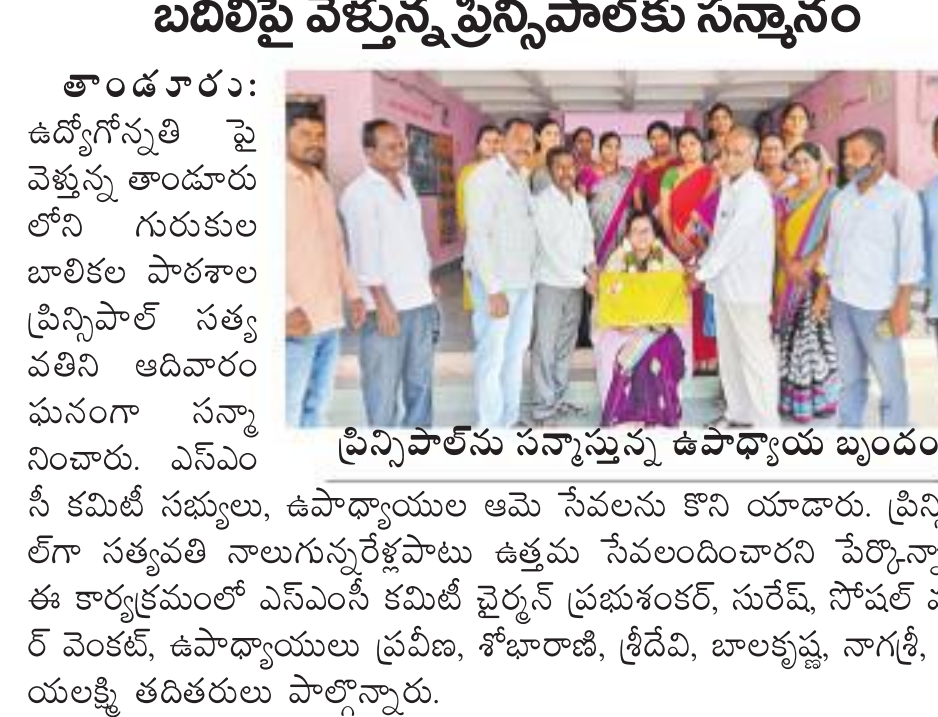 బదిలీపై వెళ్తున్న ప్రిన్సిపాల్‌కు సన్మానం
తాండూరు:
ఉద్యోగోన్నతి పై
వెళ్తున్న తాండూరు
లోని గురుకుల
బాలికల పాఠశాల
ప్రిన్సిపాల్ సత్య
వతిని ఆదివారం
ఘనంగా సన్మా
నించారు. ఎస్ఎం
ప్రిన్సిపాల్‌ను సన్మాస్తున్న ఉపాధ్యాయ బృందం
సీ కమిటీ సభ్యులు, ఉపాధ్యాయుల ఆమె సేవలను కొని యాడారు.
ల్‌గా సత్యవతి నాలుగున్నరేళ్లపాటు ఉత్తమ సేవలందించారని
ఈ కార్యక్రమంలో ఎస్ఎంసీ కమిటీ చైర్మన్ ప్రభుశంకర్, సురేష్, సోషల్
ర్ వెంకట్, ఉపాధ్యాయులు ప్రవీణ, శోభారాణి, శ్రీదేవి, బాలకృష్ణ, నాగశ్రీ,
యలక్ష్మి తదితరులు పాల్గొన్నారు.